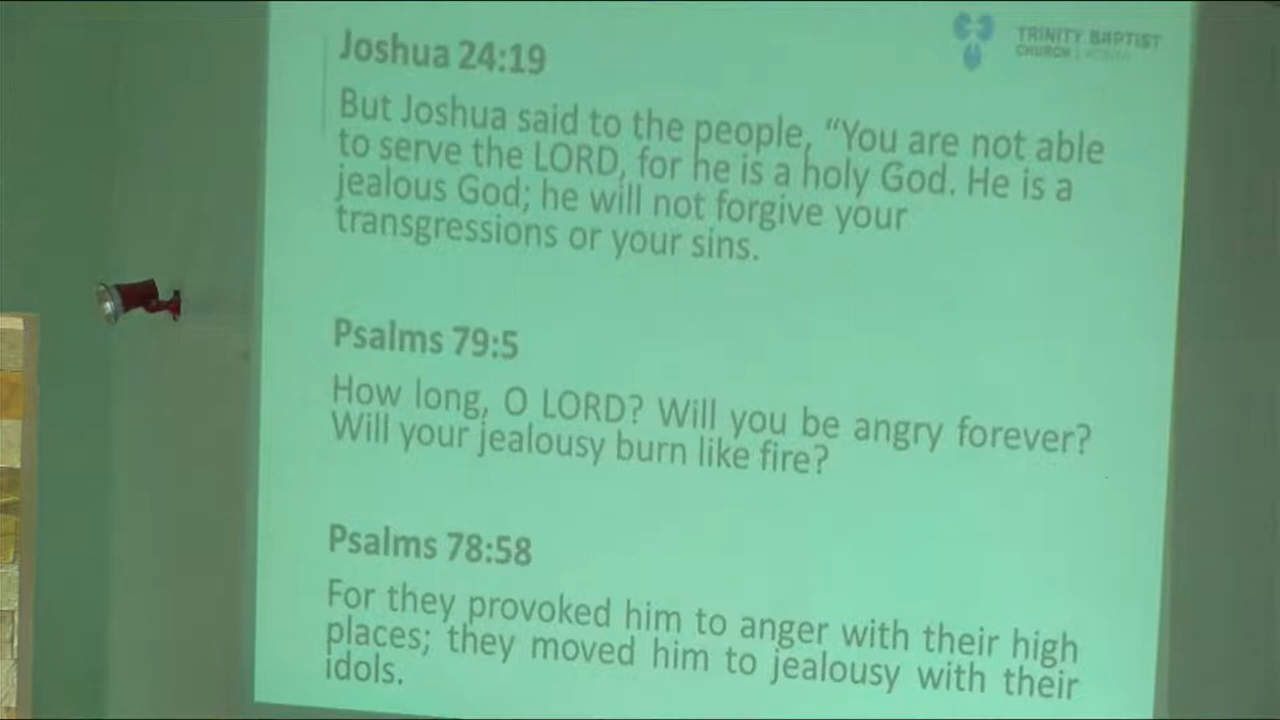 TRINITY BAPTIST
CHURCH
Joshua 24:19
But Joshua said to the people, “You are not able
to serve the LORD, for he is a holy God. He is a
jealous God; he will not forgive your
transgressions or your sins.
Psalms 79:5
How long, O LORD? Will you be angry forever?
Will your jealousy burn like fire?
Psalms 78:58
For they provoked him to anger with their high
places; they moved him to jealousy with their
idols.